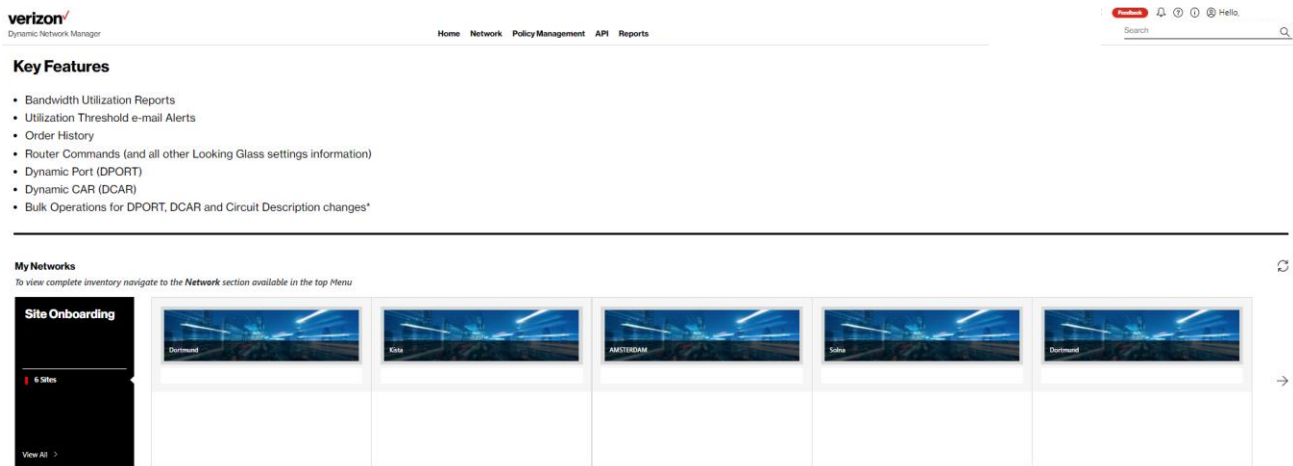 verizon
Feedback
Hello,
Dynamic Network Manager
Home Network Policy Management API Reports
Search
Key Features
• Bandwidth Utilization Reports
• Utilization Threshold e-mail Alerts
• Order History
• Router Commands (and all other Looking Glass settings information)
• Dynamic Port (DPORT)
• Dynamic CAR (DCAR)
• Bulk Operations for DPORT, DCAR and Circuit Description changes*
My Networks
To view complete inventory navigate to the Network section available in the top Menu
Site Onboarding
Dortmund
Kista
AMSTERDAM
Solna
Dortmund
6 Sites
View All